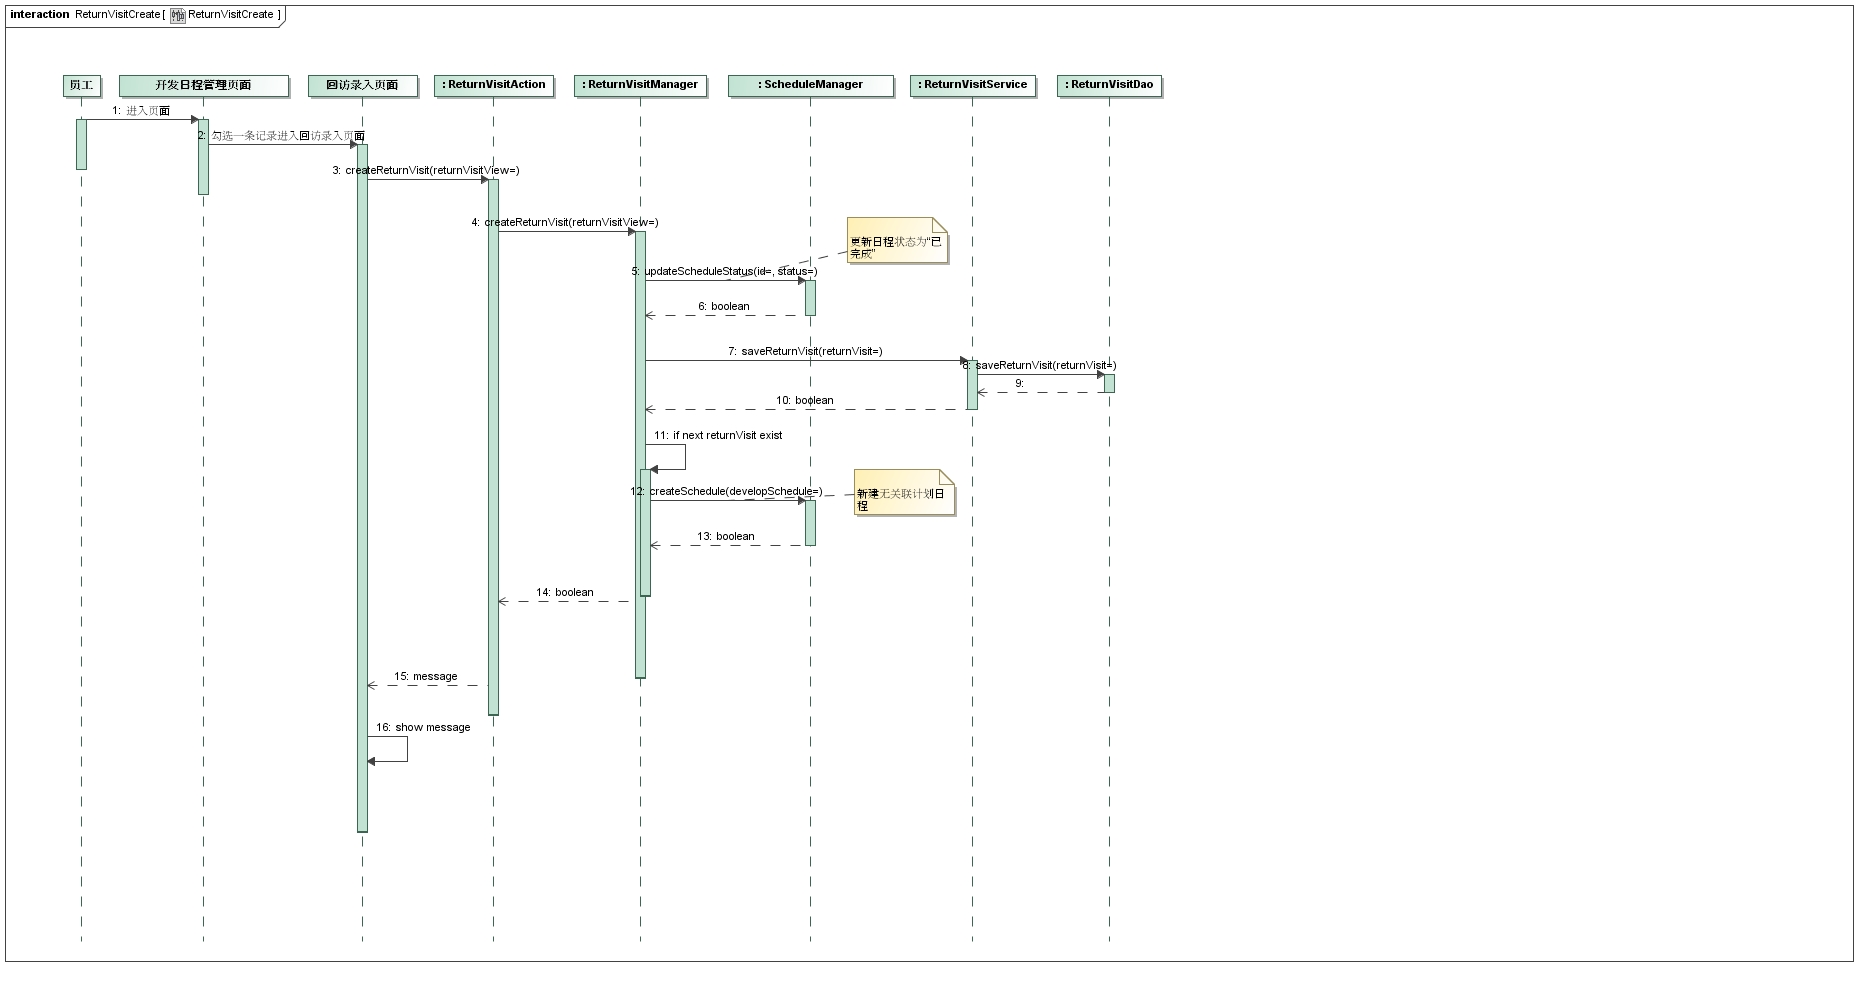 interaction ReturnVisitCreate [ ReturnVisitCreate ]
员工
开发日程管理页面
回访录入页面
: ReturnVisitAction
: ReturnVisitManager
: ScheduleManager
: ReturnVisitService
: ReturnVisitDao
1: 进入页面
2: 勾选一条记录进入回访录入页面
3: createReturnVisit(returnVisitView=)
4: createReturnVisit(returnVisitView=)
更新日程状态为“已
完成”
5: updateScheduleStatus(id=, status=)
6: boolean
7: saveReturnVisit(returnVisit=)
8: saveReturnVisit(returnVisit=)
9:
10: boolean
11: if next returnVisit exist
12: createSchedule(developSchedule=)
新建无关联计划日
程
13: boolean
14: boolean
15: message
16: show message